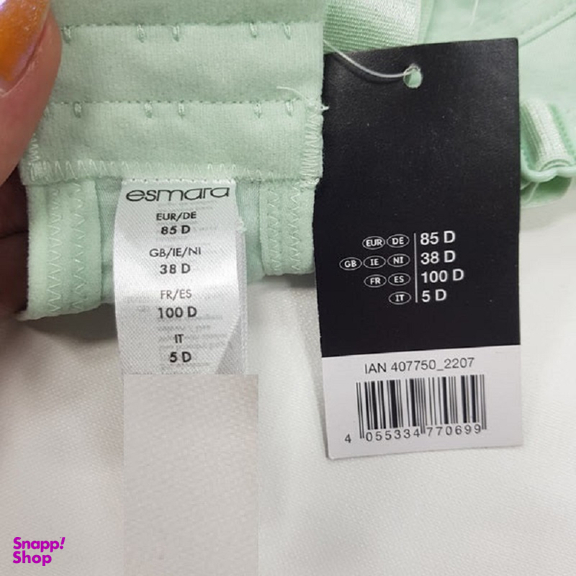 esmara
EUR/DE
85 D
GB/IE/NI
38 D
FR/ES
100 D
IT
5 D
EUR DE 85 D
GB IE NI 38 D
FR ES 100 D
IT 5 D
IAN 407750_2207
4 055334 770699
Snapp!
Shop